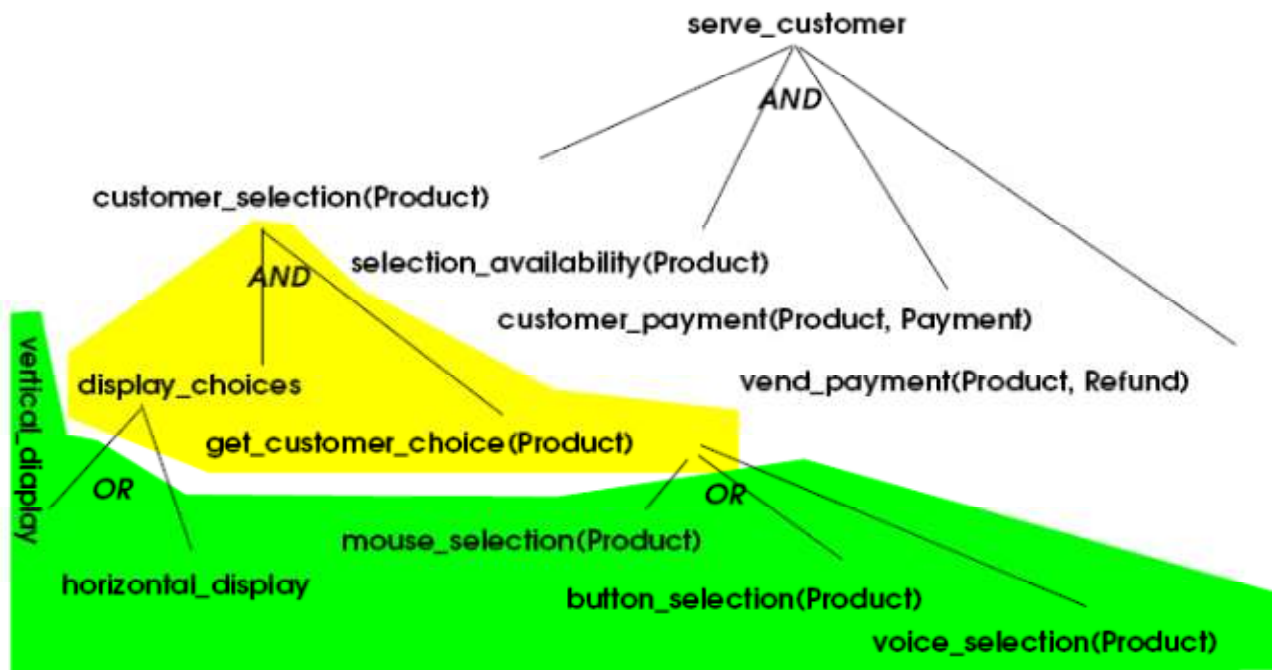 serve_customer
AND
customer_selection(Product)
selection_availability(Product)
AND
customer_payment(Product, Payment)
vend_payment(Product, Refund)
vertical_diaplay
display_choices
get_customer_choice(Product)
OR
OR
mouse_selection(Product)
horizontal_display
button_selection(Product)
voice_selection(Product)